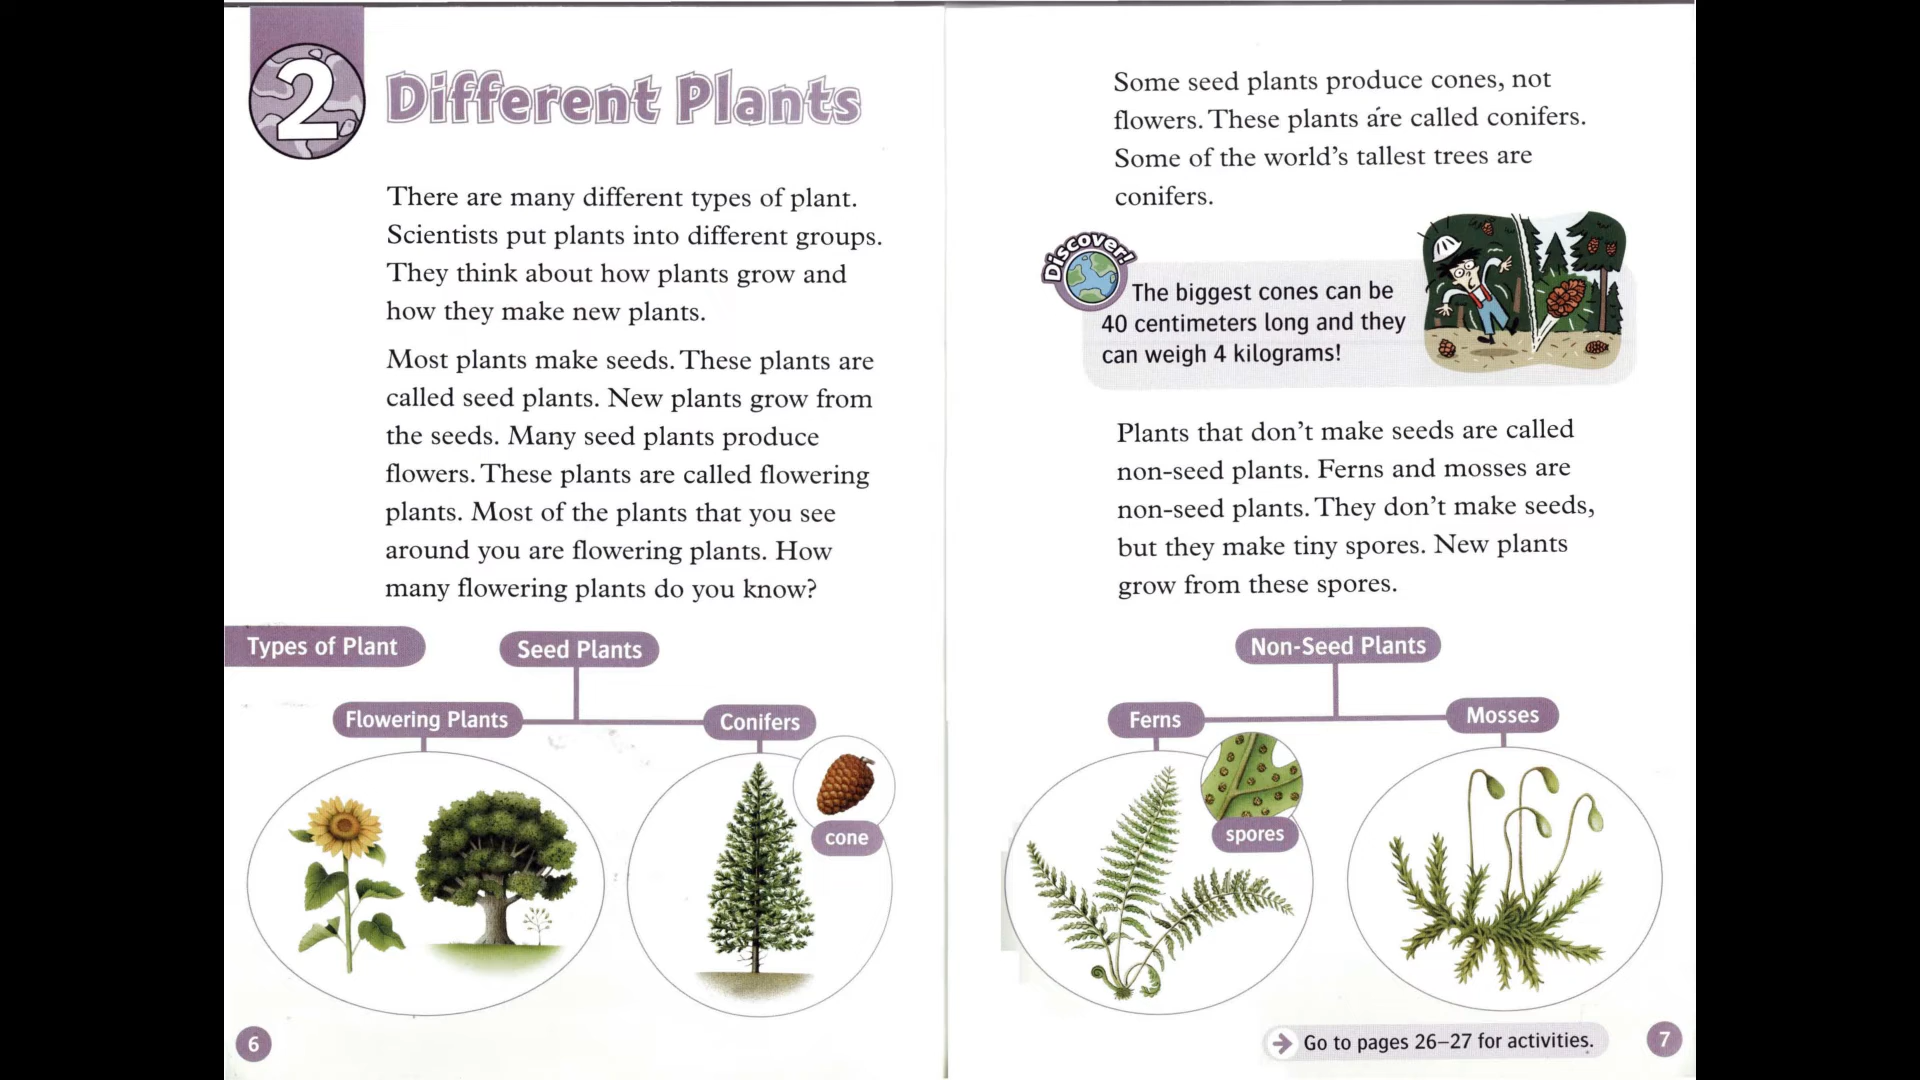 2
Different Plants
There are many different types of plant.
Scientists put plants into different groups.
They think about how plants grow and
how they make new plants.
Most plants make seeds. These plants are
called seed plants. New plants grow from
the seeds. Many seed plants produce
flowers. These plants are called flowering
plants. Most of the plants that you see
around you are flowering plants. How
many flowering plants do you know?
Types of Plant
Seed Plants
Flowering Plants
Conifers
cone
6
Some seed plants produce cones, not
flowers. These plants are called conifers.
Some of the world's tallest trees are
conifers.
Discover!
The biggest cones can be
40 centimeters long and they
can weigh 4 kilograms!
Plants that don't make seeds are called
non-seed plants. Ferns and mosses are
non-seed plants. They don't make seeds,
but they make tiny spores. New plants
grow from these spores.
Non-Seed Plants
Ferns
Mosses
spores
Go to pages 26–27 for activities.
7